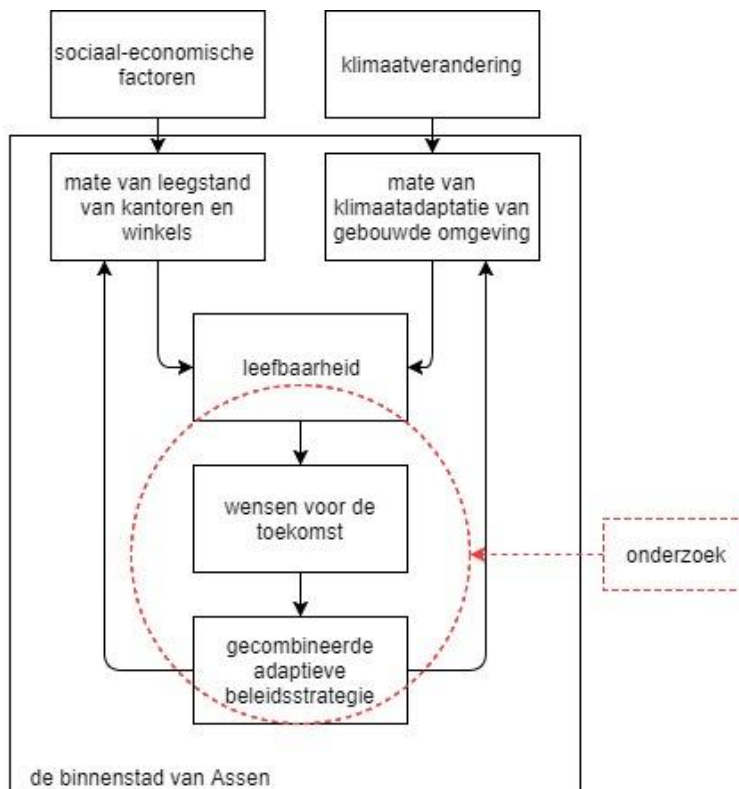 sociaal-economische
factoren
klimaatverandering
mate van leegstand
van kantoren en
winkels
mate van
klimaatadaptatie van
gebouwde omgeving
leefbaarheid
wensen voor de
toekomst
onderzoek
gecombineerde
adaptieve
beleidsstrategie
de binnenstad van Assen